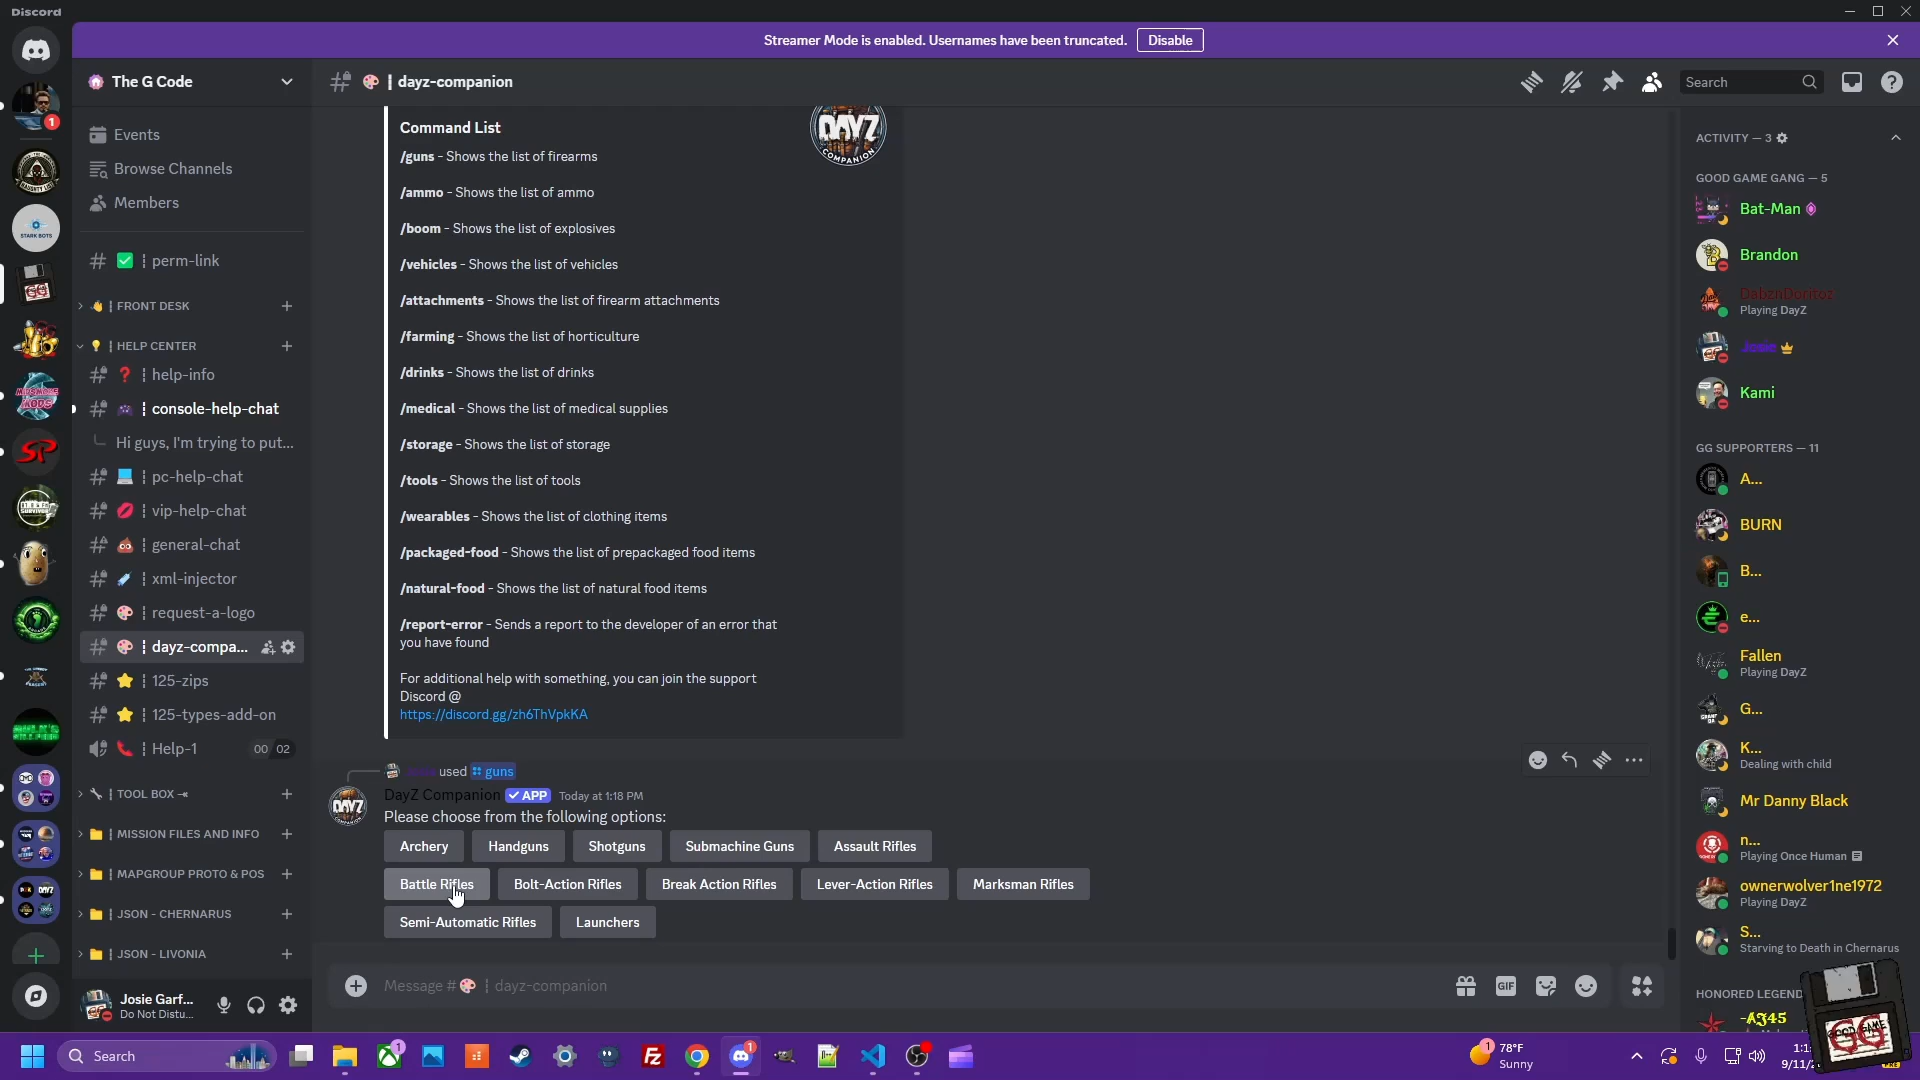 Discord
Streamer Mode is enabled. Usernames have been truncated. Disable
The G Code
dayz-companion
Search
Events
Browse Channels
Members
perm-link
FRONT DESK
HELP CENTER
help-info
console-help-chat
Hi guys, I'm trying to put...
pc-help-chat
vip-help-chat
general-chat
xml-injector
request-a-logo
dayz-compa...
125-zips
125-types-add-on
Help-1 00 02
TOOL BOX
MISSION FILES AND INFO
MAPGROUP PROTO & POS
JSON - CHERNARUS
JSON - LIVONIA
Josie Garf...
Do Not Distu...
Command List
/guns - Shows the list of firearms
/ammo - Shows the list of ammo
/boom - Shows the list of explosives
/vehicles - Shows the list of vehicles
/attachments - Shows the list of firearm attachments
/farming - Shows the list of horticulture
/drinks - Shows the list of drinks
/medical - Shows the list of medical supplies
/storage - Shows the list of storage
/tools - Shows the list of tools
/wearables - Shows the list of clothing items
/packaged-food - Shows the list of prepackaged food items
/natural-food - Shows the list of natural food items
/report-error - Sends a report to the developer of an error that
you have found
For additional help with something, you can join the support
Discord @
https://discord.gg/zh6ThVpkKA
DAYZ
COMPANION
used guns
DayZ Companion APP Today at 1:18 PM
Please choose from the following options:
Archery Handguns Shotguns Submachine Guns Assault Rifles
Battle Rifles Bolt-Action Rifles Break Action Rifles Lever-Action Rifles Marksman Rifles
Semi-Automatic Rifles Launchers
Message # dayz-companion
GIF
ACTIVITY — 3
GOOD GAME GANG — 5
Bat-Man
Brandon
DabznDoritoz
Playing DayZ
Josie
Kami
GG SUPPORTERS — 11
A...
BURN
B...
e...
Fallen
Playing DayZ
G...
K...
Dealing with child
Mr Danny Black
n...
Playing Once Human
ownerwolver1ne1972
Playing DayZ
S...
Starving to Death in Chernarus
HONORED LEGEND
GOOD GAME
GG
Search
78°F
Sunny